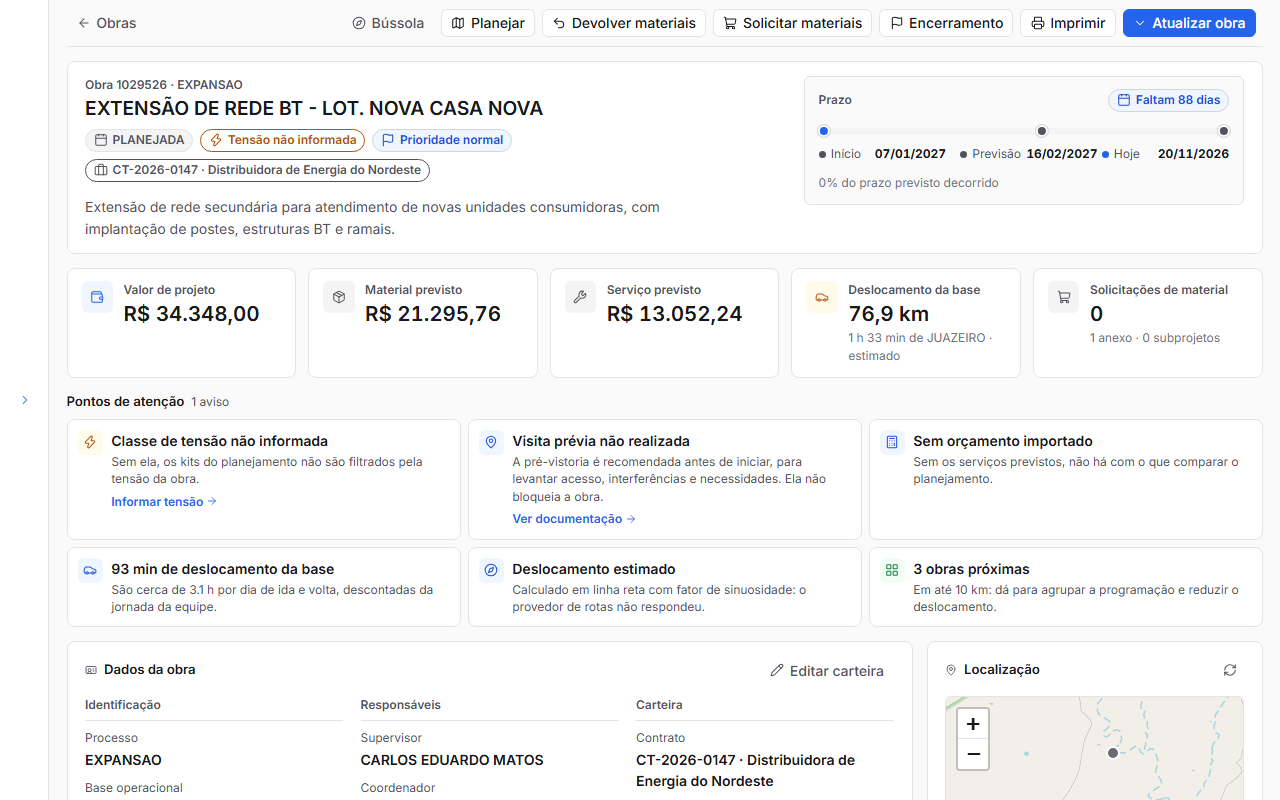 Obras
Bússola
Planejar
Devolver materiais
Solicitar materiais
Encerramento
Imprimir
Atualizar obra
Obra 1029526 · EXPANSAO
EXTENSÃO DE REDE BT - LOT. NOVA CASA NOVA
PLANEJADA
Tensão não informada
Prioridade normal
CT-2026-0147 · Distribuidora de Energia do Nordeste
Extensão de rede secundária para atendimento de novas unidades consumidoras, com
implantação de postes, estruturas BT e ramais.
Prazo
Faltam 88 dias
Início 07/01/2027
Previsão 16/02/2027
Hoje 20/11/2026
0% do prazo previsto decorrido
Valor de projeto
R$ 34.348,00
Material previsto
R$ 21.295,76
Serviço previsto
R$ 13.052,24
Deslocamento da base
76,9 km
1 h 33 min de JUAZEIRO ·
estimado
Solicitações de material
0
1 anexo · 0 subprojetos
Pontos de atenção 1 aviso
Classe de tensão não informada
Sem ela, os kits do planejamento não são filtrados pela
tensão da obra.
Informar tensão
Visita prévia não realizada
A pré-vistoria é recomendada antes de iniciar, para
levantar acesso, interferências e necessidades. Ela não
bloqueia a obra.
Ver documentação
Sem orçamento importado
Sem os serviços previstos, não há com o que comparar o
planejamento.
93 min de deslocamento da base
São cerca de 3.1 h por dia de ida e volta, descontadas da
jornada da equipe.
Deslocamento estimado
Calculado em linha reta com fator de sinuosidade: o
provedor de rotas não respondeu.
3 obras próximas
Em até 10 km: dá para agrupar a programação e reduzir o
deslocamento.
Dados da obra
Editar carteira
Identificação
Processo
EXPANSAO
Base operacional
Responsáveis
Supervisor
CARLOS EDUARDO MATOS
Coordenador
Carteira
Contrato
CT-2026-0147 · Distribuidora de
Energia do Nordeste
Localização
+
−